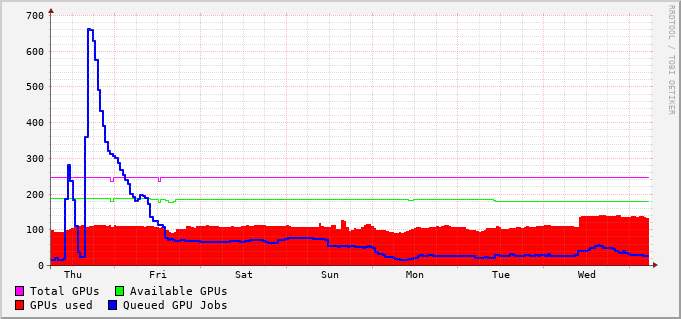 700
600
500
400
300
200
100
0
Thu Fri Sat Sun Mon Tue Wed
Total GPUs Available GPUs
GPUs used Queued GPU Jobs
RRDTOOL / TOBI OETIKER